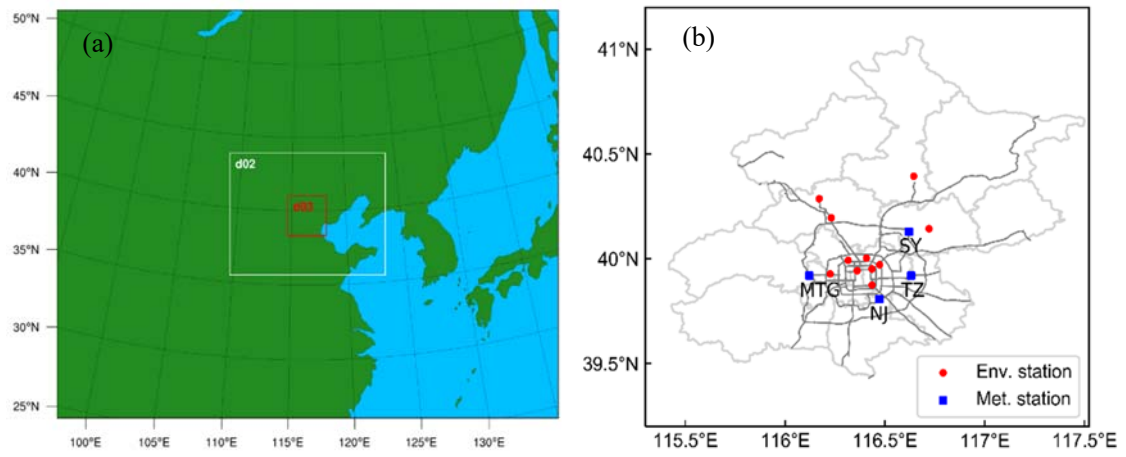 (a)
50°N
45°N
40°N
35°N
30°N
25°N
d02
d03
100°E 105°E 110°E 115°E 120°E 125°E 130°E
(b)
41°N
40.5°N
40°N
39.5°N
SY
MTG
TZ
NJ
Env. station
Met. station
115.5°E 116°E 116.5°E 117°E 117.5°E